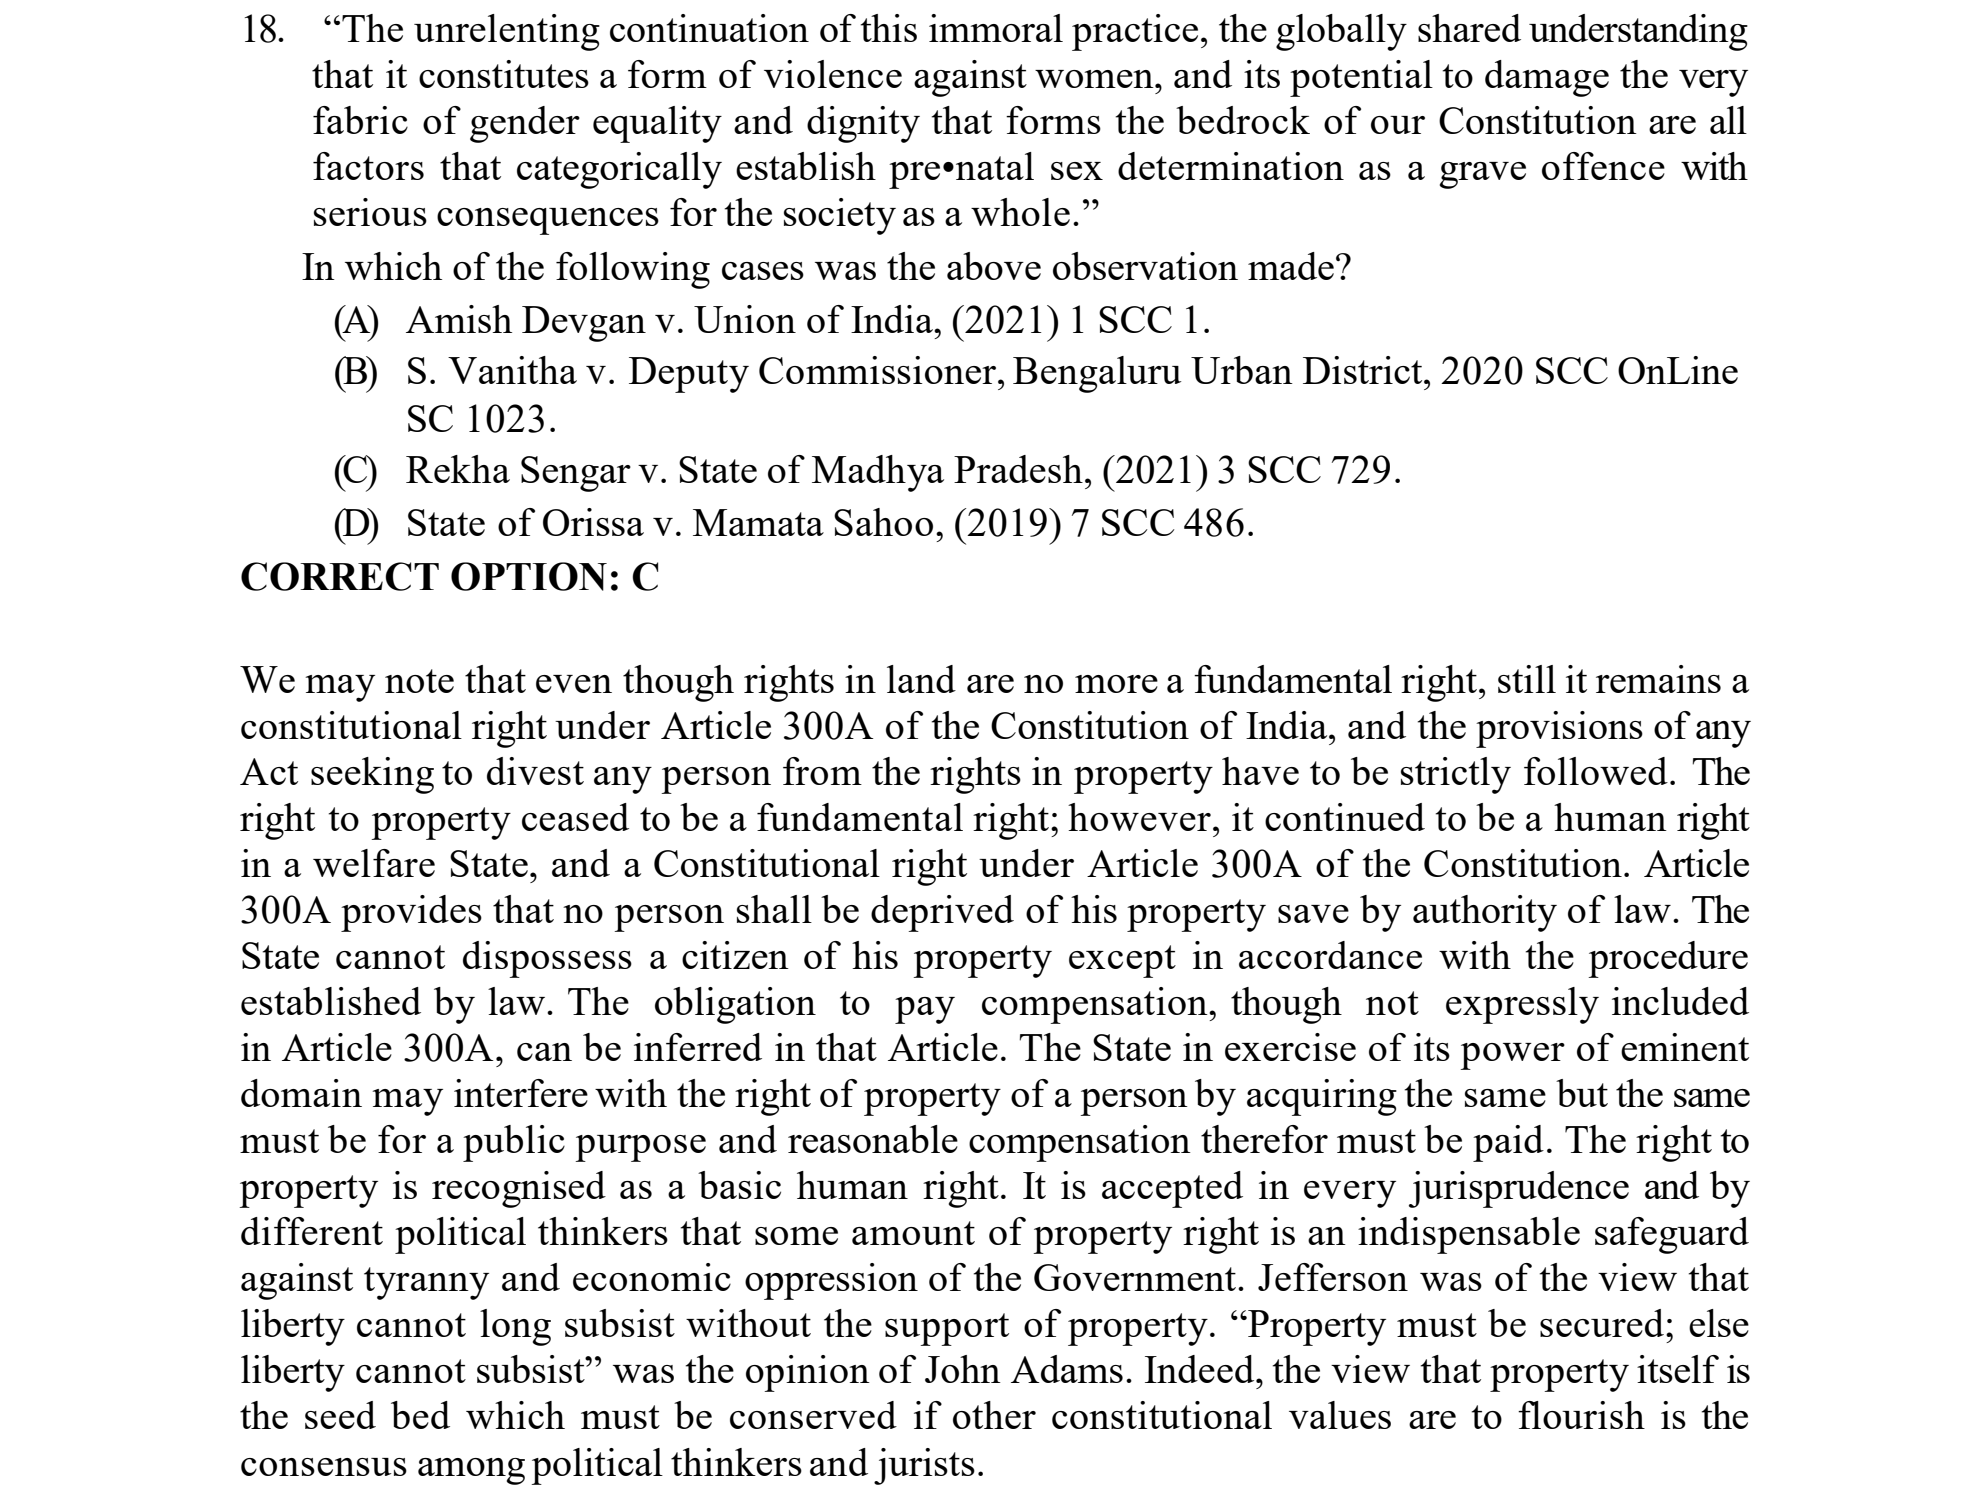 18. “The unrelenting continuation of this immoral practice, the globally shared understanding
that it constitutes a form of violence against women, and its potential to damage the very
fabric of gender equality and dignity that forms the bedrock of our Constitution are all
factors that categorically establish pre•natal sex determination as a grave offence with
serious consequences for the society as a whole.”
In which of the following cases was the above observation made?
(A) Amish Devgan v. Union of India, (2021) 1 SCC 1.
(B) S. Vanitha v. Deputy Commissioner, Bengaluru Urban District, 2020 SCC OnLine
SC 1023.
(C) Rekha Sengar v. State of Madhya Pradesh, (2021) 3 SCC 729.
(D) State of Orissa v. Mamata Sahoo, (2019) 7 SCC 486.
CORRECT OPTION: C
We may note that even though rights in land are no more a fundamental right, still it remains a
constitutional right under Article 300A of the Constitution of India, and the provisions of any
Act seeking to divest any person from the rights in property have to be strictly followed. The
right to property ceased to be a fundamental right; however, it continued to be a human right
in a welfare State, and a Constitutional right under Article 300A of the Constitution. Article
300A provides that no person shall be deprived of his property save by authority of law. The
State cannot dispossess a citizen of his property except in accordance with the procedure
established by law. The obligation to pay compensation, though not expressly included
in Article 300A, can be inferred in that Article. The State in exercise of its power of eminent
domain may interfere with the right of property of a person by acquiring the same but the same
must be for a public purpose and reasonable compensation therefor must be paid. The right to
property is recognised as a basic human right. It is accepted in every jurisprudence and by
different political thinkers that some amount of property right is an indispensable safeguard
against tyranny and economic oppression of the Government. Jefferson was of the view that
liberty cannot long subsist without the support of property. “Property must be secured; else
liberty cannot subsist” was the opinion of John Adams. Indeed, the view that property itself is
the seed bed which must be conserved if other constitutional values are to flourish is the
consensus among political thinkers and jurists.